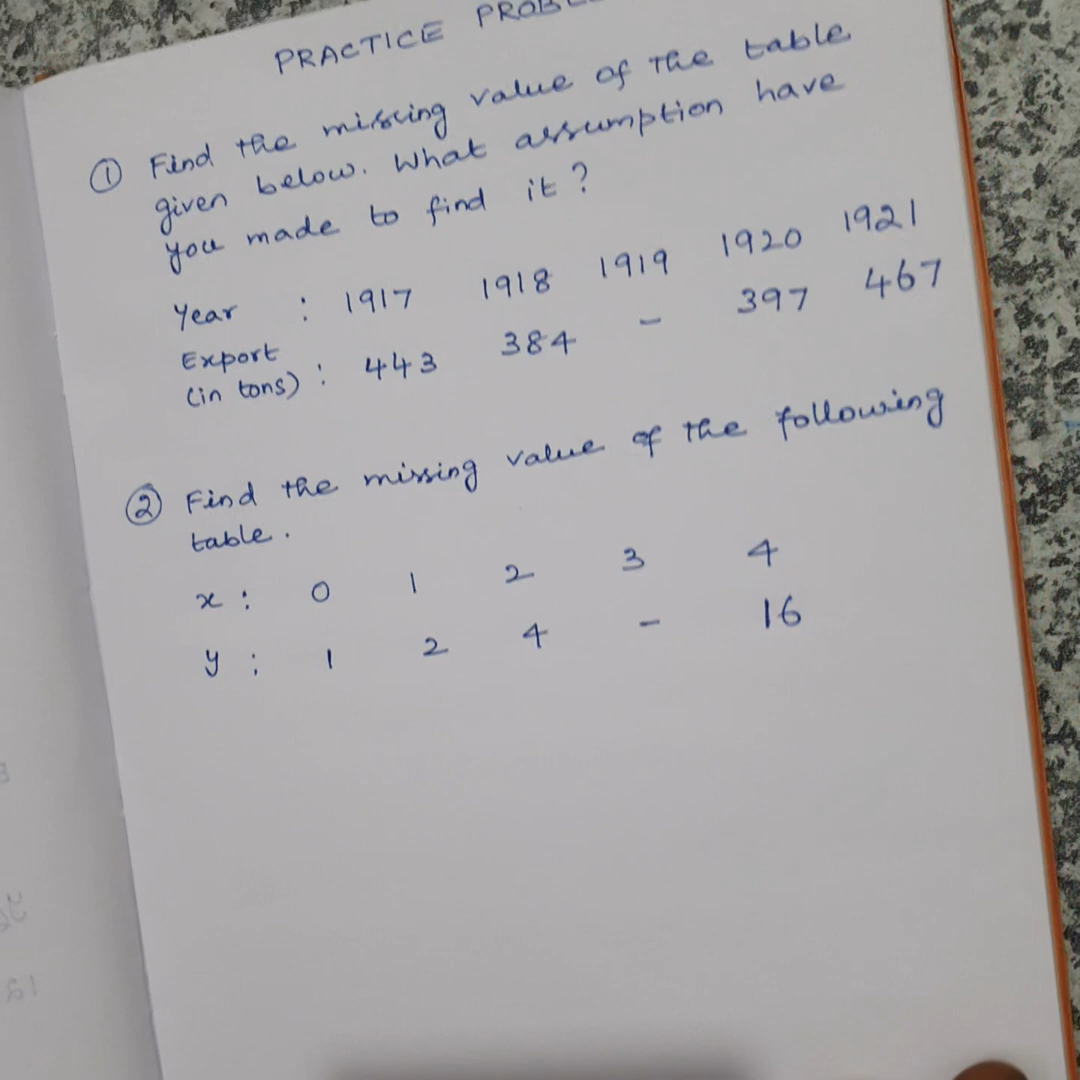 PRACTICE
① Find the missing value of the table
given below. What assumption have
you made to find it?
Year : 1917 1918 1919 1920 1921
Export
(in tons) : 443 384 - 397 467
② Find the missing value of the following
table.
x : 0 1 2 3 4
y : 1 2 4 - 16